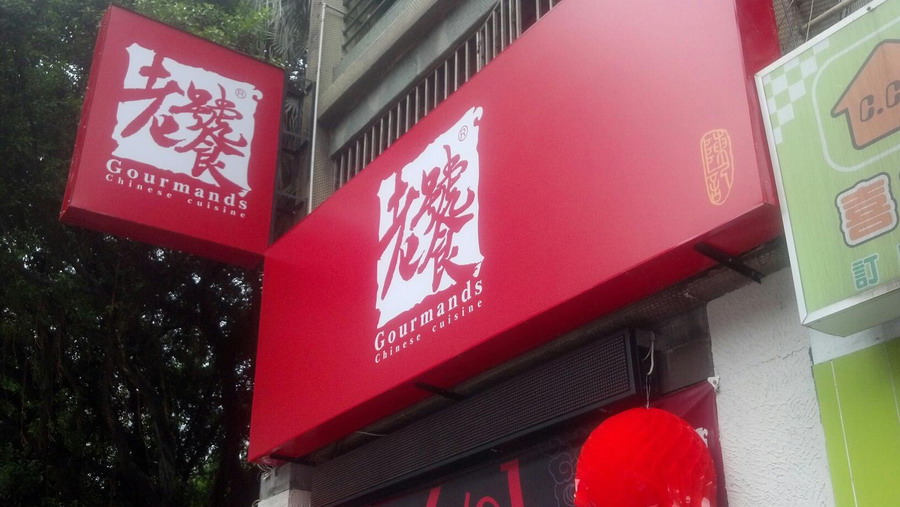 老饕
®
Gourmands
Chinese cuisine
老饕
®
Gourmands
Chinese cuisine
C.C
喜
訂